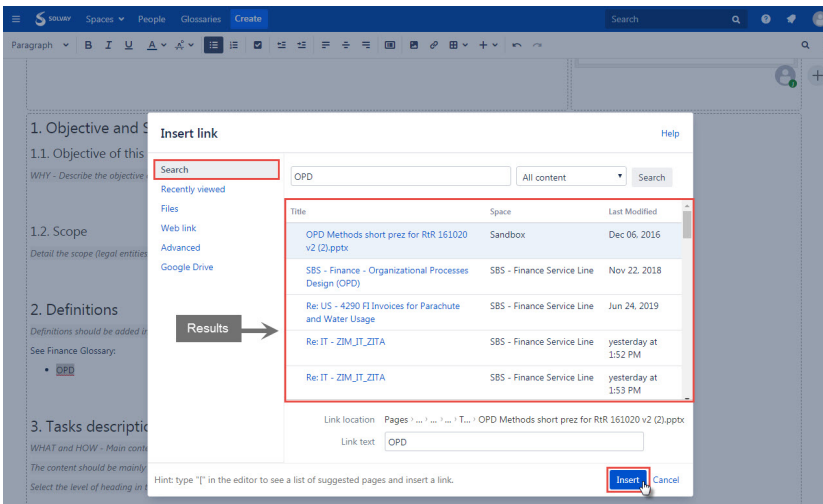 SOLVAY Spaces People Glossaries Create Search
Paragraph B I U A
1. Objective and S
1.1. Objective of this
WHY - Describe the objective
1.2. Scope
Detail the scope (legal entities
2. Definitions
Definitions should be added in
See Finance Glossary:
• OPD
3. Tasks descriptio
WHAT and HOW - Main conte
The content should be mainly
Select the level of heading in t
Insert link Help
Search
Recently viewed
Files
Web link
Advanced
Google Drive
OPD All content Search
Title Space Last Modified
OPD Methods short prez for RtR 161020 Sandbox Dec 06, 2016
v2 (2).pptx
SBS - Finance - Organizational Processes SBS - Finance Service Line Nov 22, 2018
Design (OPD)
Re: US - 4290 FI Invoices for Parachute SBS - Finance Service Line Jun 24, 2019
and Water Usage
Re: IT - ZIM_IT_ZITA SBS - Finance Service Line yesterday at
1:52 PM
Re: IT - ZIM_IT_ZITA SBS - Finance Service Line yesterday at
1:53 PM
Results
Link location Pages › ... › ... › ... › T... › OPD Methods short prez for RtR 161020 v2 (2).pptx
Link text OPD
Hint: type "[" in the editor to see a list of suggested pages and insert a link. Insert Cancel